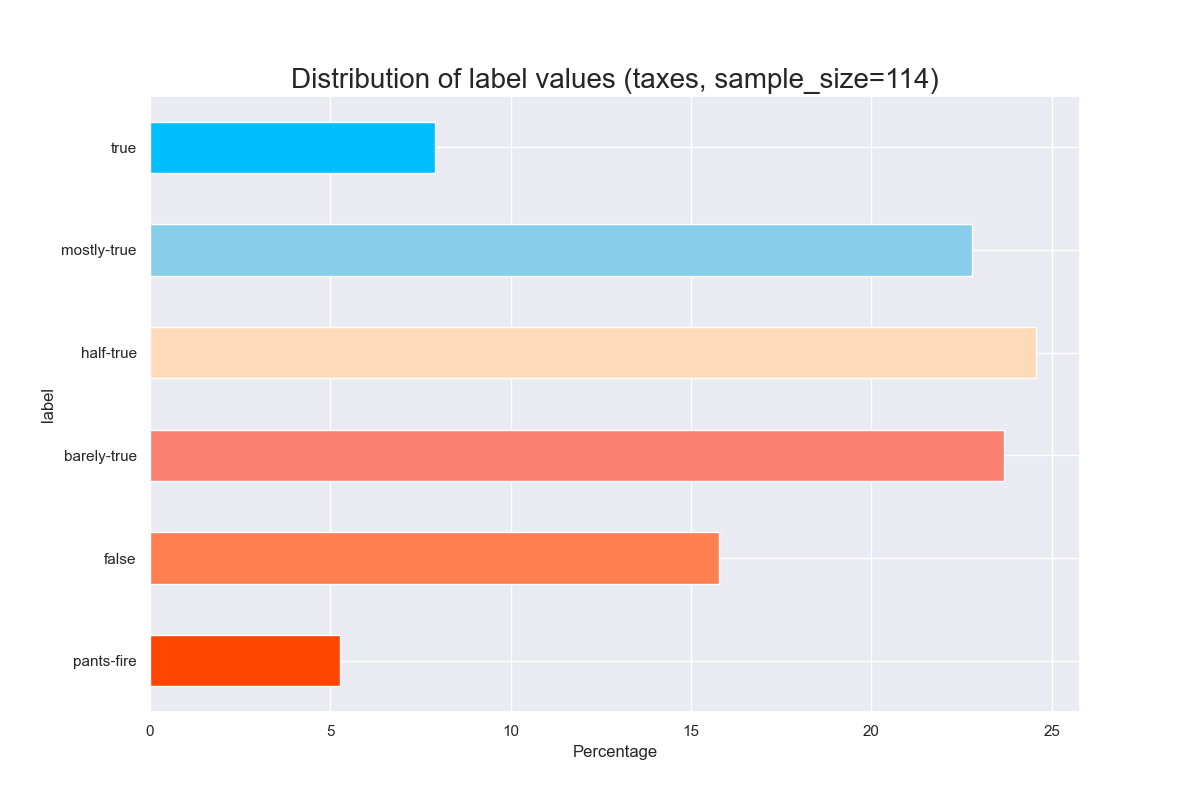 Distribution of label values (taxes, sample_size=114)
true
mostly-true
half-true
barely-true
false
pants-fire
label
0 5 10 15 20 25
Percentage